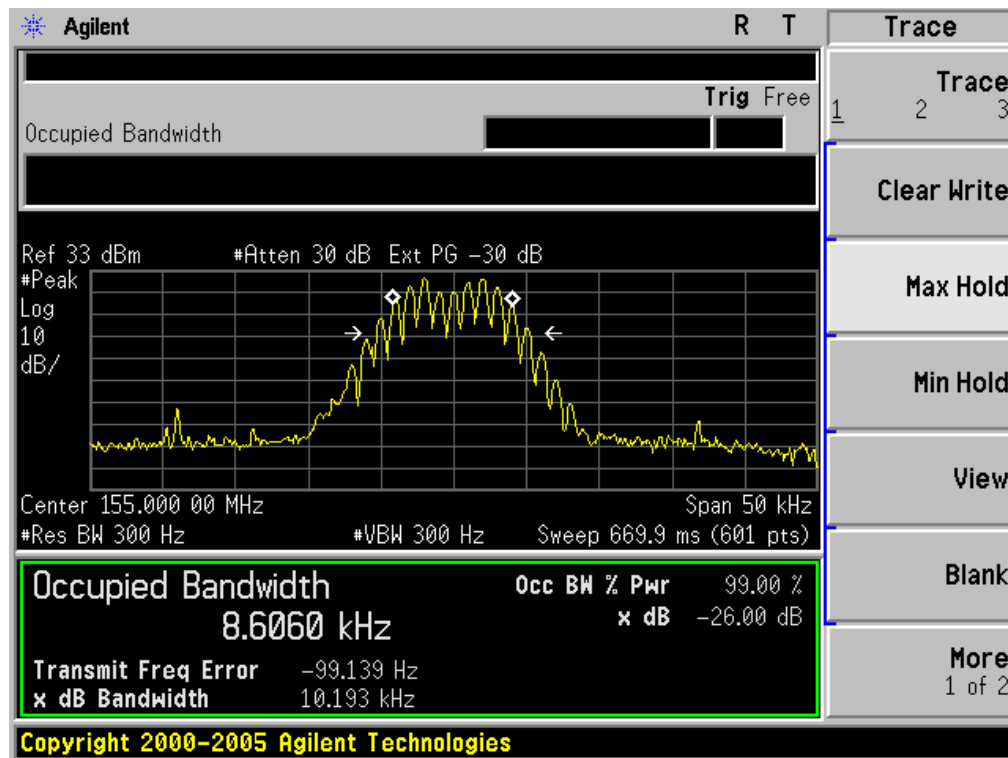 Agilent R T Trace
Trig Free
Occupied Bandwidth
Trace
1 2 3
Clear Write
Max Hold
Min Hold
View
Blank
More
1 of 2
Ref 33 dBm #Atten 30 dB Ext PG -30 dB
#Peak
Log
10
dB/
Center 155.000 00 MHz Span 50 kHz
#Res BW 300 Hz #VBW 300 Hz Sweep 669.9 ms (601 pts)
Occupied Bandwidth Occ BW % Pwr 99.00 %
8.6060 kHz x dB -26.00 dB
Transmit Freq Error -99.139 Hz
x dB Bandwidth 10.193 kHz
Copyright 2000-2005 Agilent Technologies